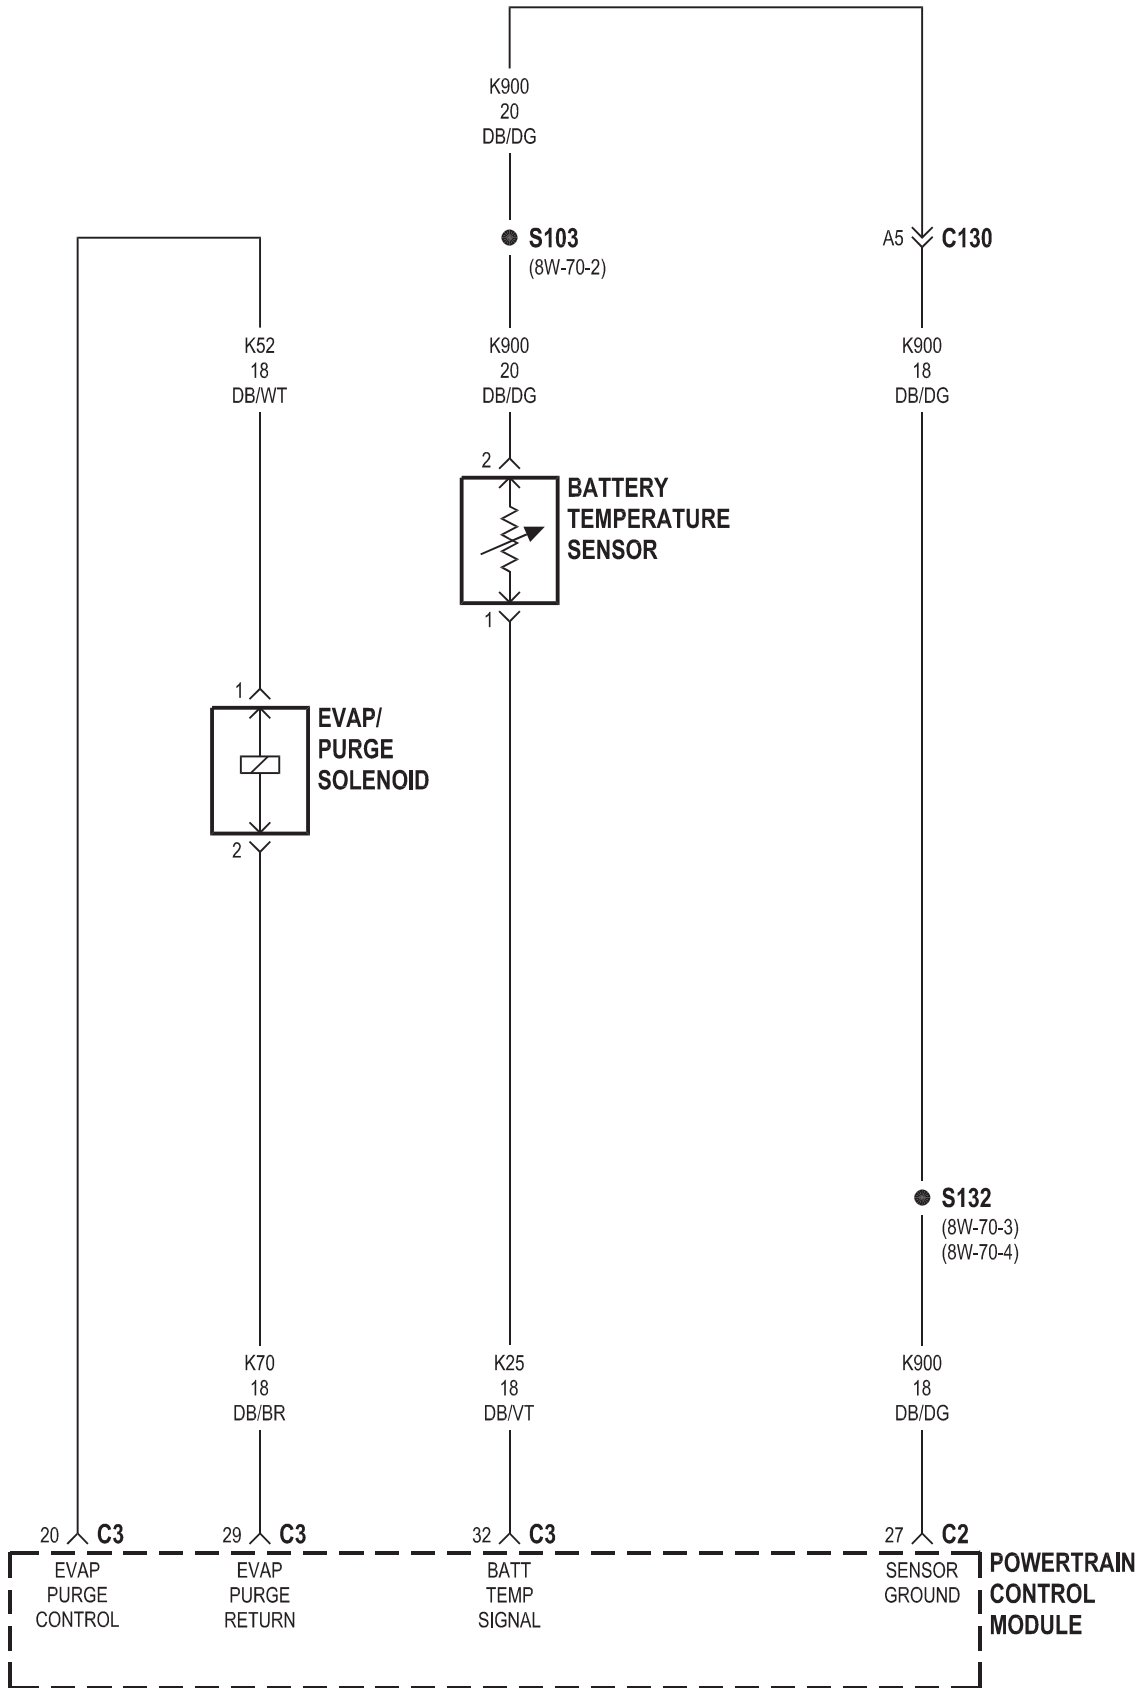 K900
20
DB/DG
S103
(8W-70-2)
A5
C130
K52
18
DB/WT
K900
20
DB/DG
K900
18
DB/DG
2
BATTERY
TEMPERATURE
SENSOR
1
1
EVAP/
PURGE
SOLENOID
2
S132
(8W-70-3)
(8W-70-4)
K70
18
DB/BR
K25
18
DB/VT
K900
18
DB/DG
20
C3
29
C3
32
C3
27
C2
EVAP
PURGE
CONTROL
EVAP
PURGE
RETURN
BATT
TEMP
SIGNAL
SENSOR
GROUND
POWERTRAIN
CONTROL
MODULE